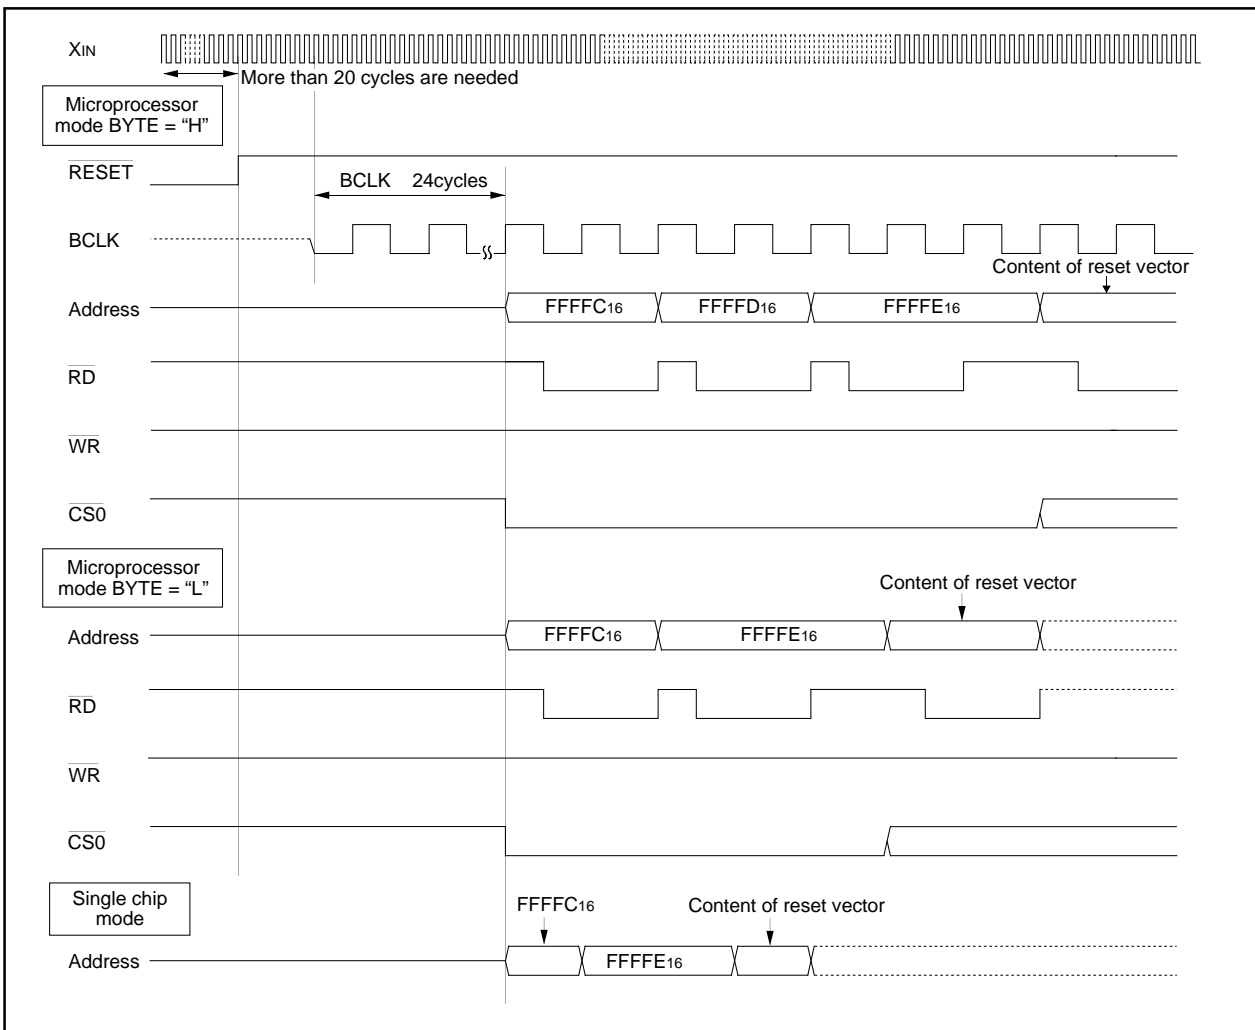 XIN
More than 20 cycles are needed
Microprocessor
mode BYTE = “H”
RESET
BCLK 24cycles
BCLK
Content of reset vector
Address
FFFFC16
FFFFD16
FFFFE16
RD
WR
CS0
Microprocessor
mode BYTE = “L”
Content of reset vector
Address
FFFFC16
FFFFE16
RD
WR
CS0
Single chip
mode
FFFFC16
Content of reset vector
Address
FFFFE16